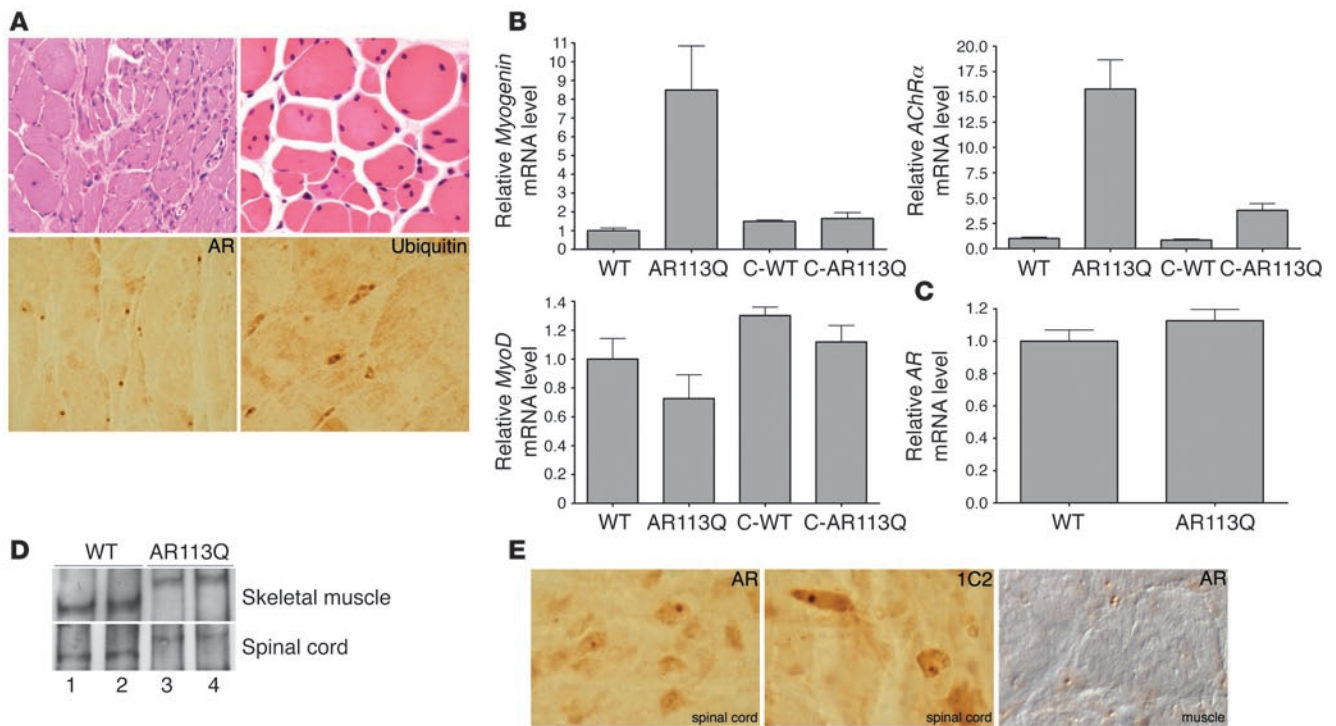 A
AR
Ubiquitin
B
Relative Myogenin
mRNA level
11
10
9
8
7
6
5
4
3
2
1
0
WT
AR113Q
C-WT
C-AR113Q
Relative AChRα
mRNA level
20.0
17.5
15.0
12.5
10.0
7.5
5.0
2.5
0.0
WT
AR113Q
C-WT
C-AR113Q
Relative MyoD
mRNA level
1.4
1.2
1.0
0.8
0.6
0.4
0.2
0
WT
AR113Q
C-WT
C-AR113Q
C
Relative AR
mRNA level
1.2
1.0
0.8
0.6
0.4
0.2
0.0
WT
AR113Q
D
WT AR113Q
Skeletal muscle
Spinal cord
1 2 3 4
E
AR
spinal cord
1C2
spinal cord
AR
muscle